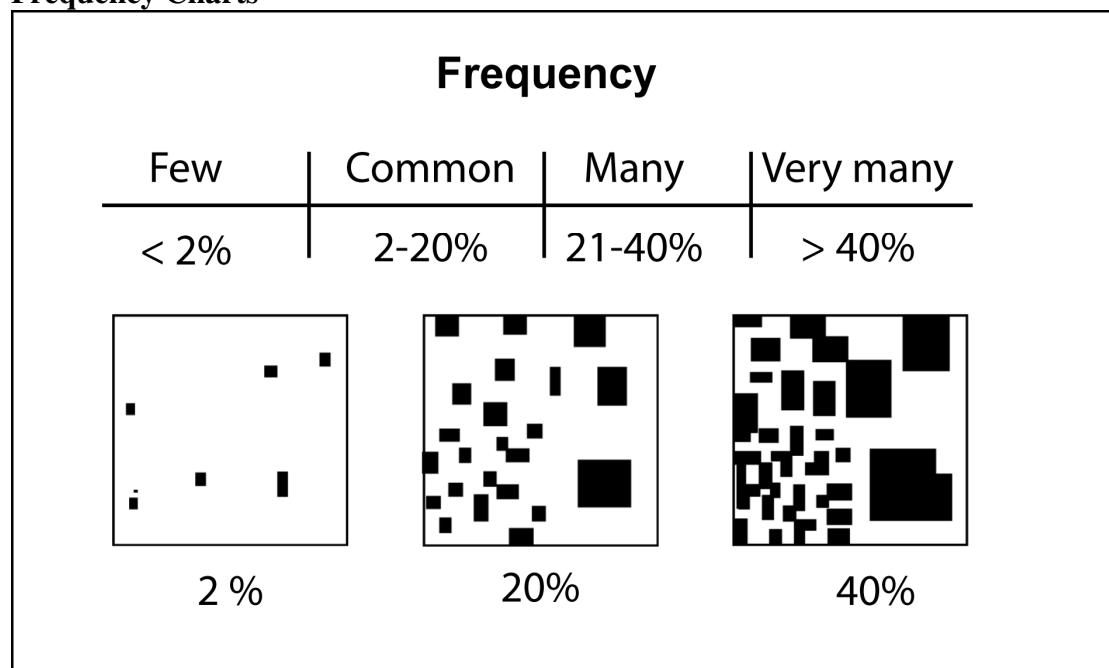 Frequency Charts
Frequency
Few Common Many Very many
< 2% 2-20% 21-40% > 40%
2 % 20% 40%